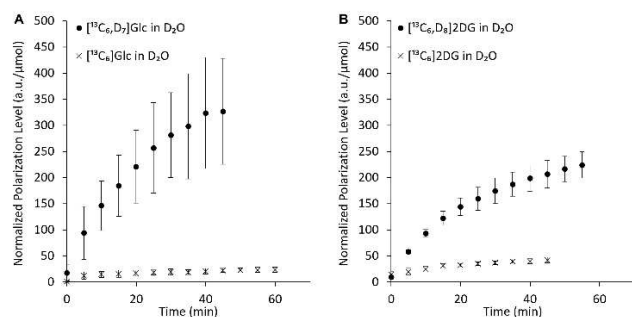 A
500
450
400
350
300
250
200
150
100
50
0
Normalized Polarization Level (a.u./µmol)
[¹³C₆,D₇]Glc in D₂O
[¹³C₆]Glc in D₂O
0 20 40 60
Time (min)
B
500
450
400
350
300
250
200
150
100
50
0
Normalized Polarization Level (a.u./µmol)
[¹³C₆,D₈]2DG in D₂O
[¹³C₆]2DG in D₂O
0 20 40 60
Time (min)